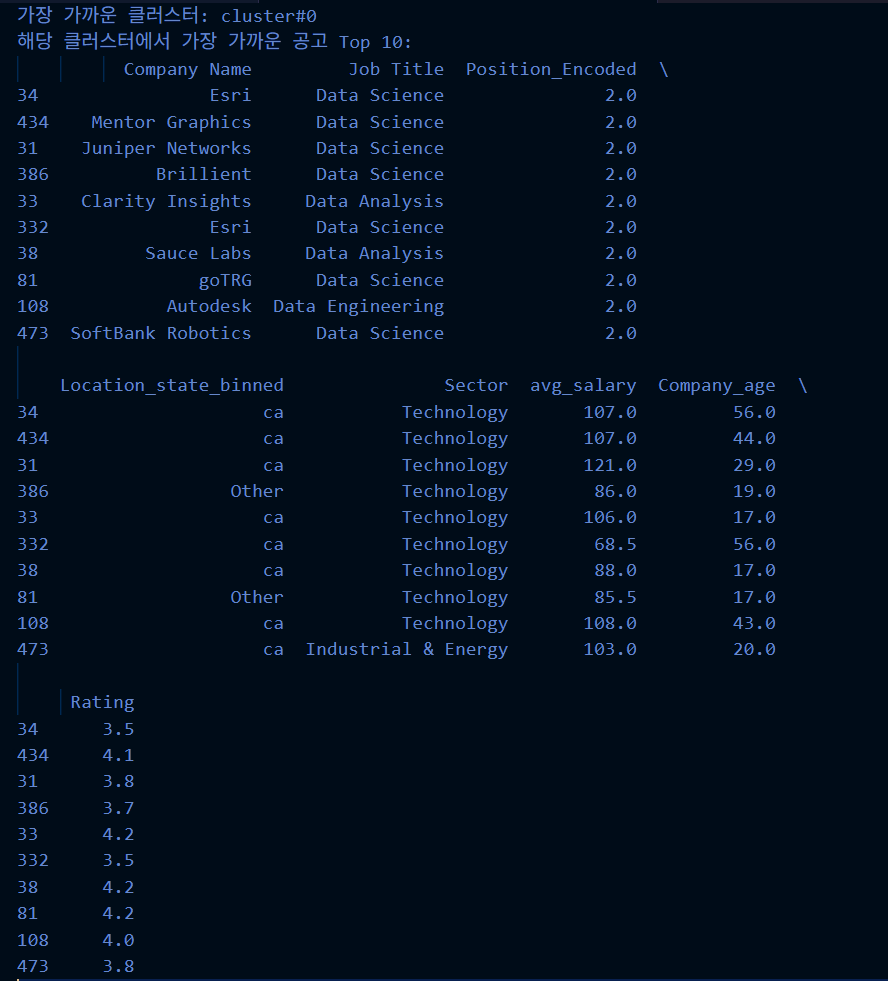 가장 가까운 클러스터: cluster#0
해당 클러스터에서 가장 가까운 공고 Top 10:
Company Name Job Title Position_Encoded \
34 Esri Data Science 2.0
434 Mentor Graphics Data Science 2.0
31 Juniper Networks Data Science 2.0
386 Brillient Data Science 2.0
33 Clarity Insights Data Analysis 2.0
332 Esri Data Science 2.0
38 Sauce Labs Data Analysis 2.0
81 goTRG Data Science 2.0
108 Autodesk Data Engineering 2.0
473 SoftBank Robotics Data Science 2.0
Location_state_binned Sector avg_salary Company_age \
34 ca Technology 107.0 56.0
434 ca Technology 107.0 44.0
31 ca Technology 121.0 29.0
386 Other Technology 86.0 19.0
33 ca Technology 106.0 17.0
332 ca Technology 68.5 56.0
38 ca Technology 88.0 17.0
81 Other Technology 85.5 17.0
108 ca Technology 108.0 43.0
473 ca Industrial & Energy 103.0 20.0
Rating
34 3.5
434 4.1
31 3.8
386 3.7
33 4.2
332 3.5
38 4.2
81 4.2
108 4.0
473 3.8